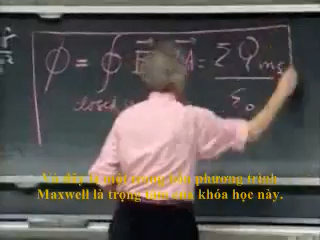 φ = ∮ E⃗ · dA⃗ = Σ Q ins / ε₀
closed
Và đây là một trong bốn phương trình
Maxwell là trọng tâm của khóa học này.